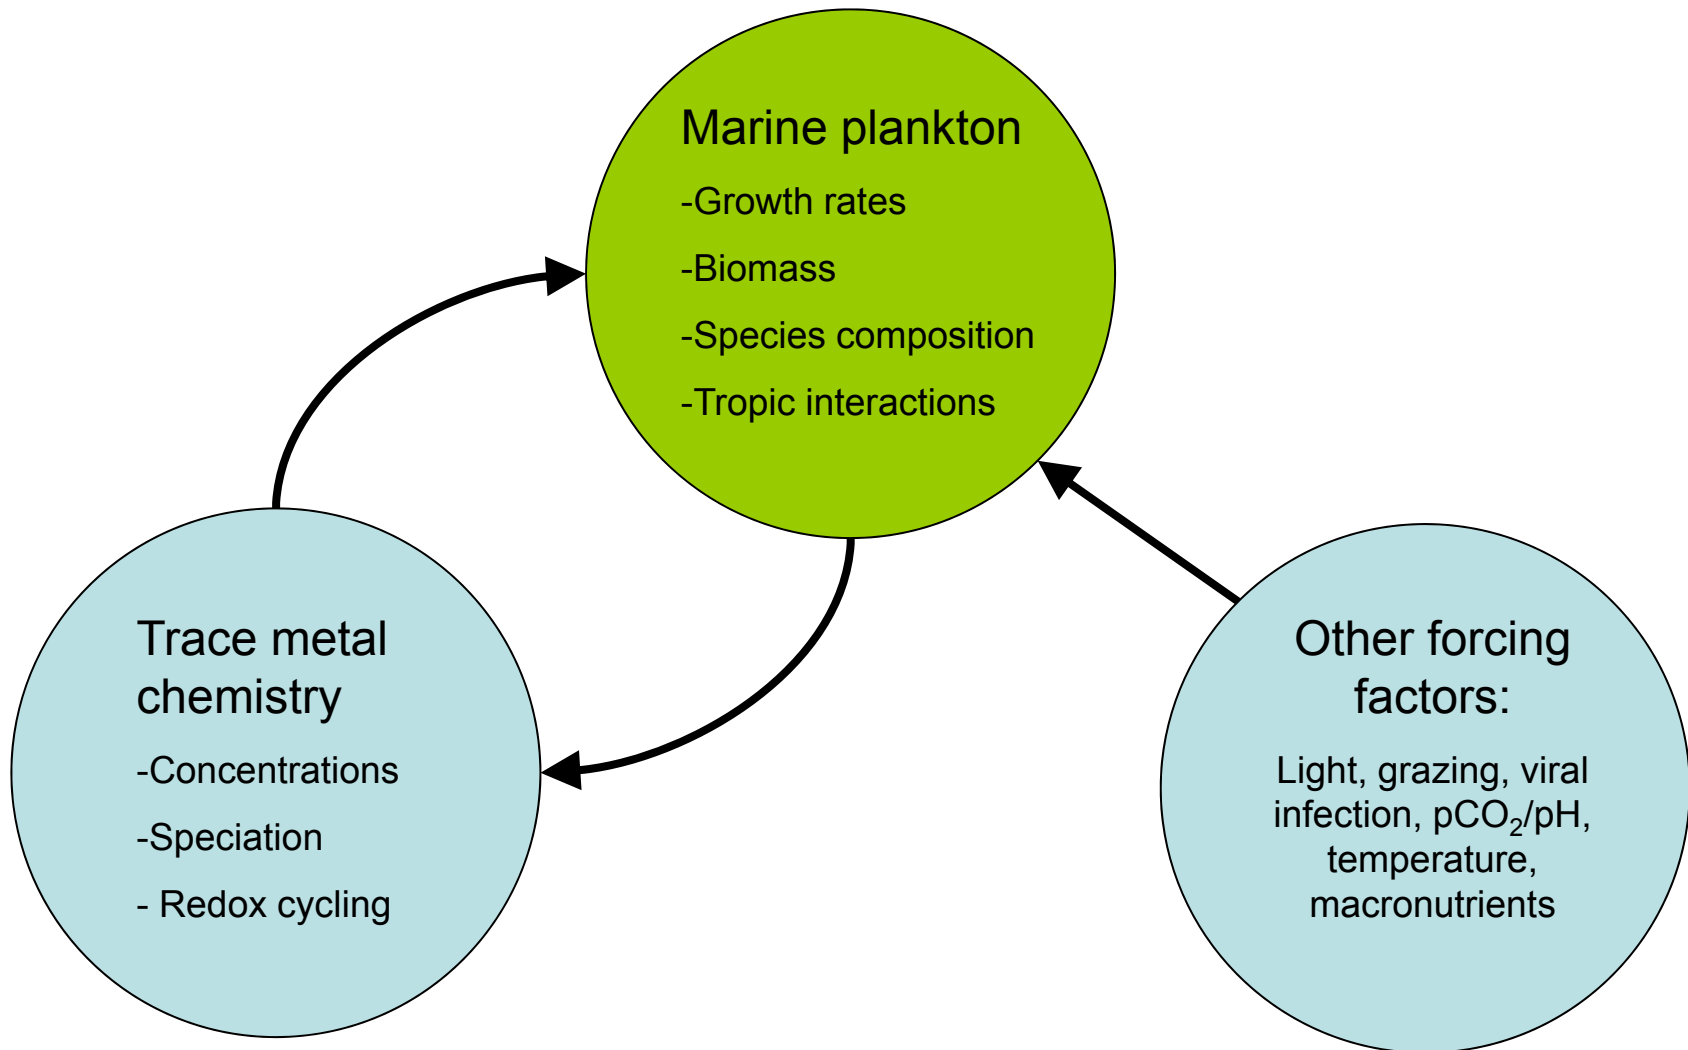 Marine plankton
-Growth rates
-Biomass
-Species composition
-Tropic interactions
Trace metal
chemistry
-Concentrations
-Speciation
- Redox cycling
Other forcing
factors:
Light, grazing, viral
infection, pCO₂/pH,
temperature,
macronutrients